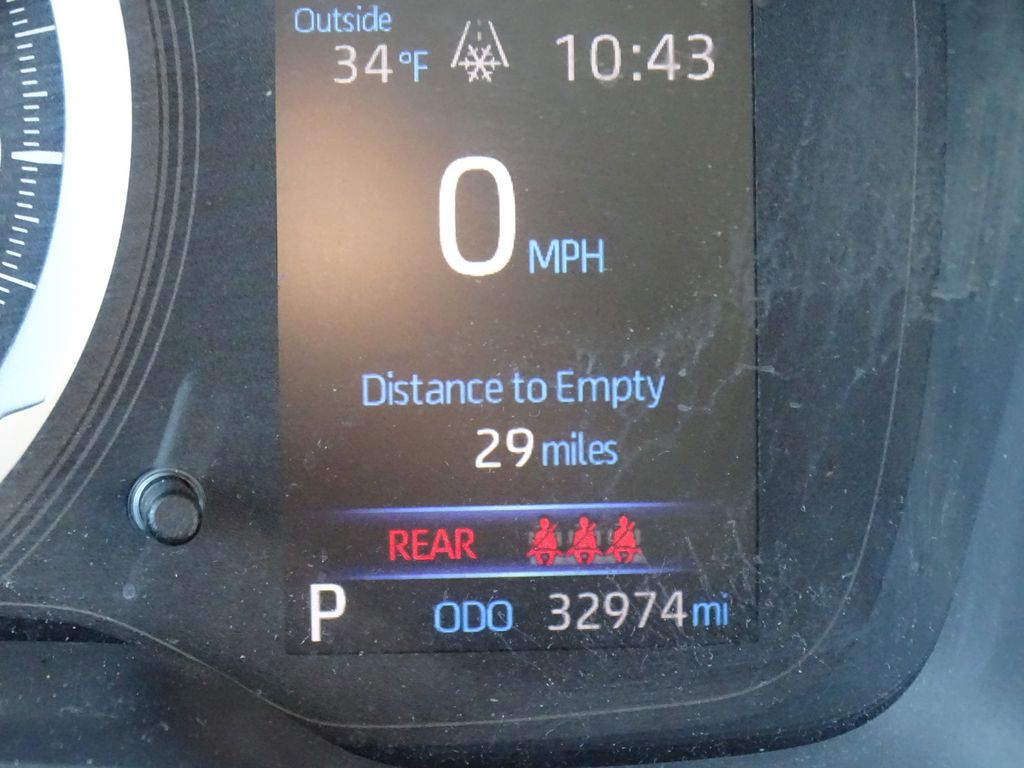 Outside
34 °F 10:43
0 MPH
Distance to Empty
29 miles
REAR
P ODO 32974 mi